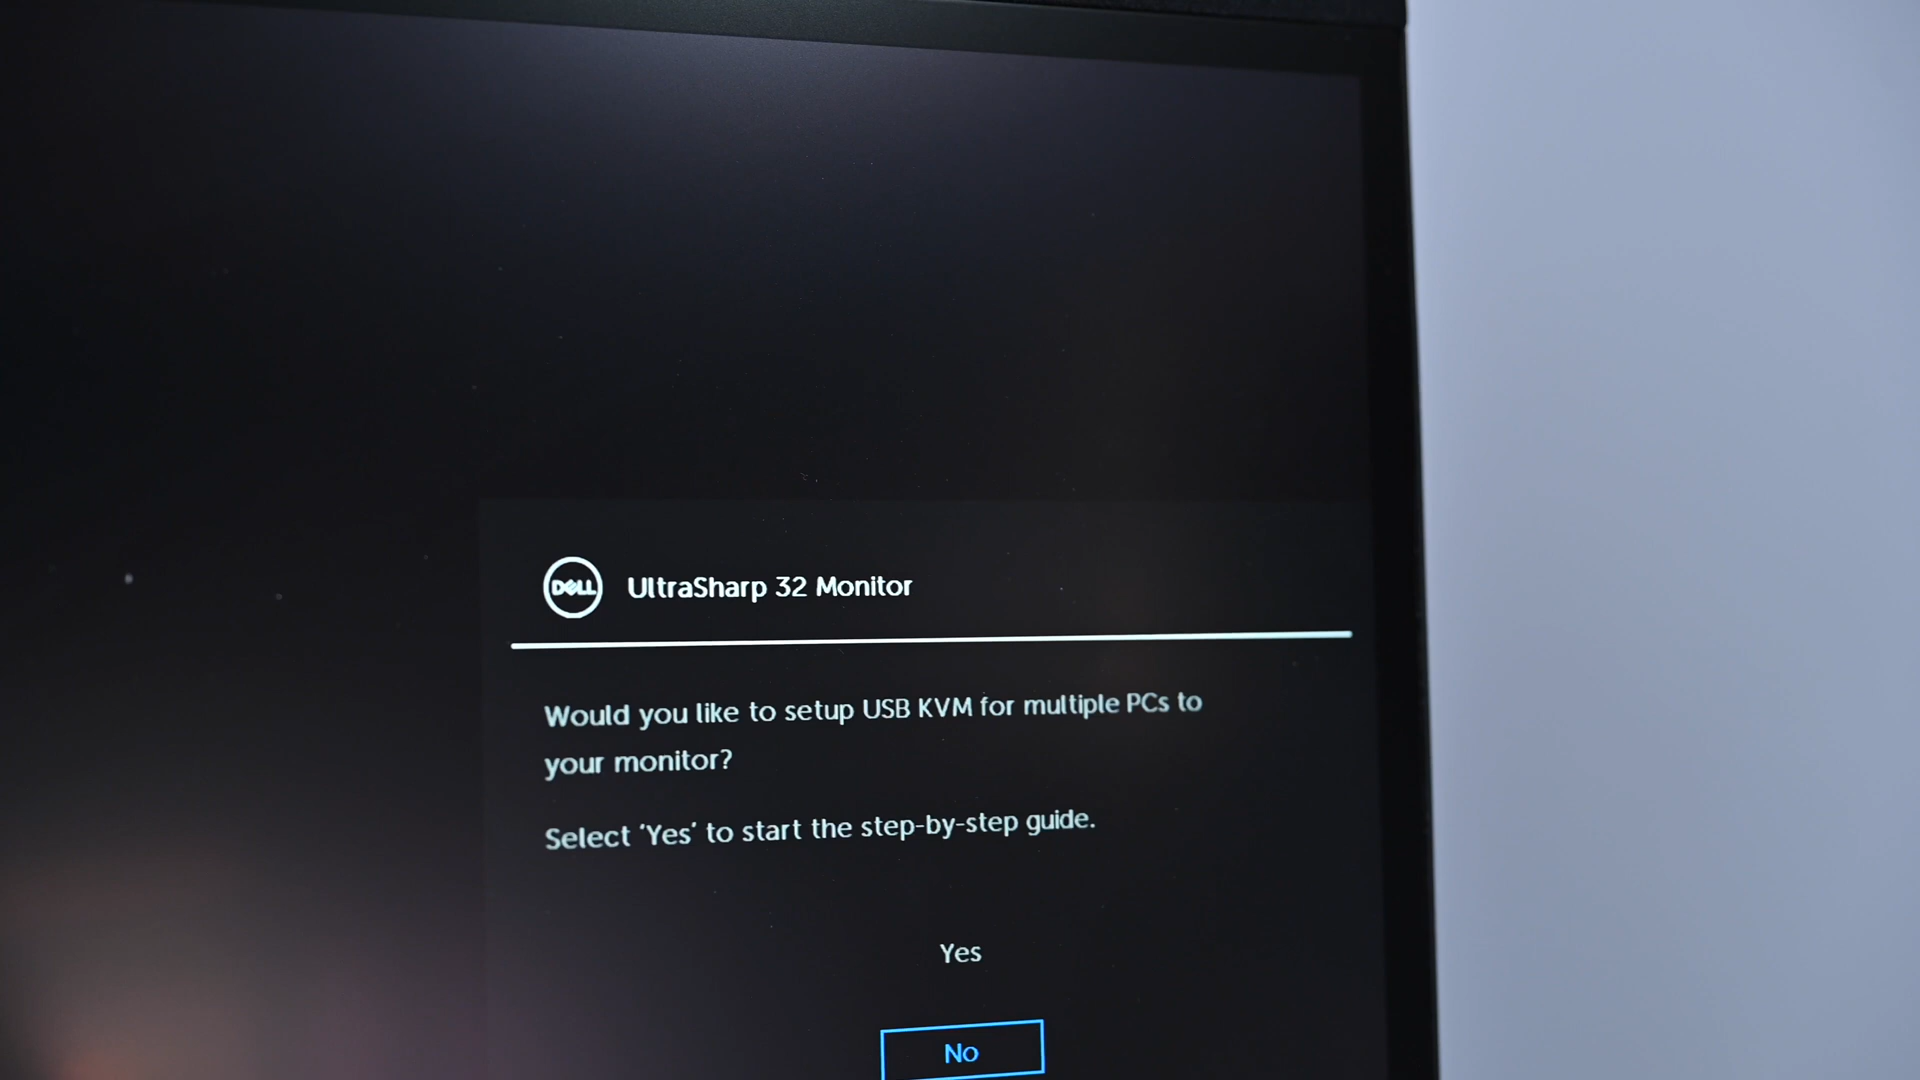 DELL
UltraSharp 32 Monitor
Would you like to setup USB KVM for multiple PCs to
your monitor?
Select 'Yes' to start the step-by-step guide.
Yes
No